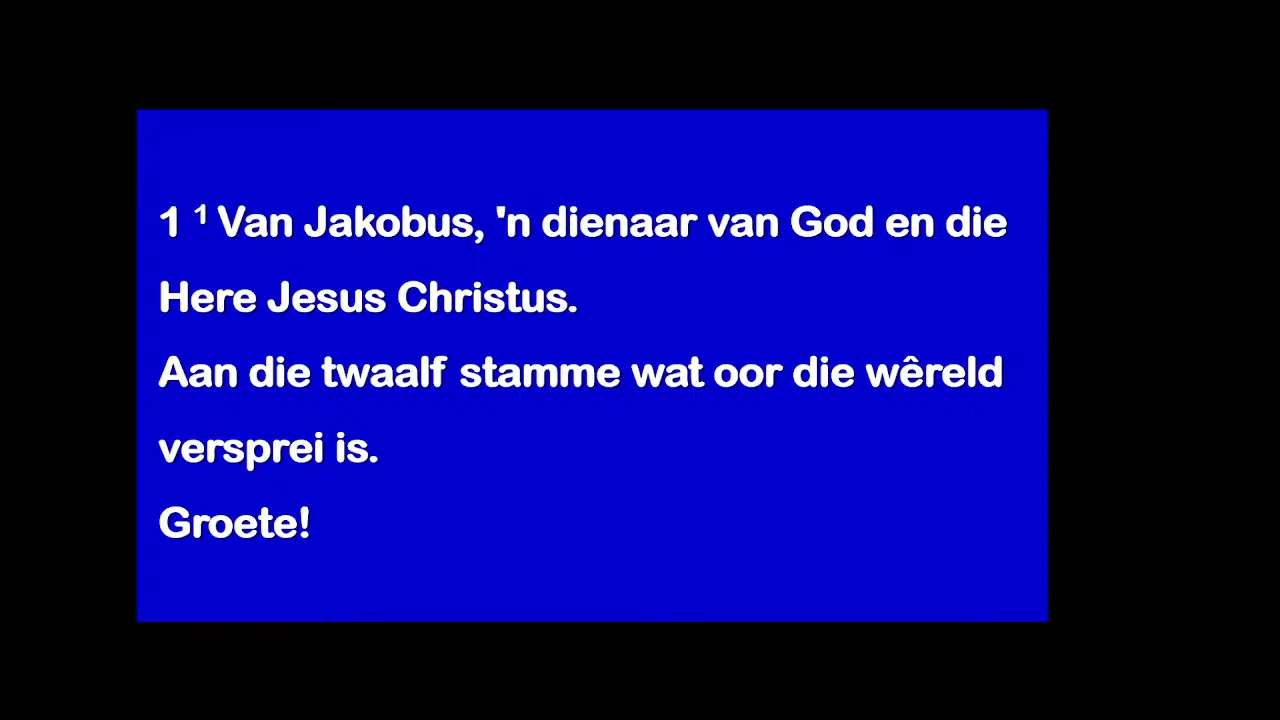 1 ¹ Van Jakobus, 'n dienaar van God en die
Here Jesus Christus.
Aan die twaalf stamme wat oor die wêreld
versprei is.
Groete!